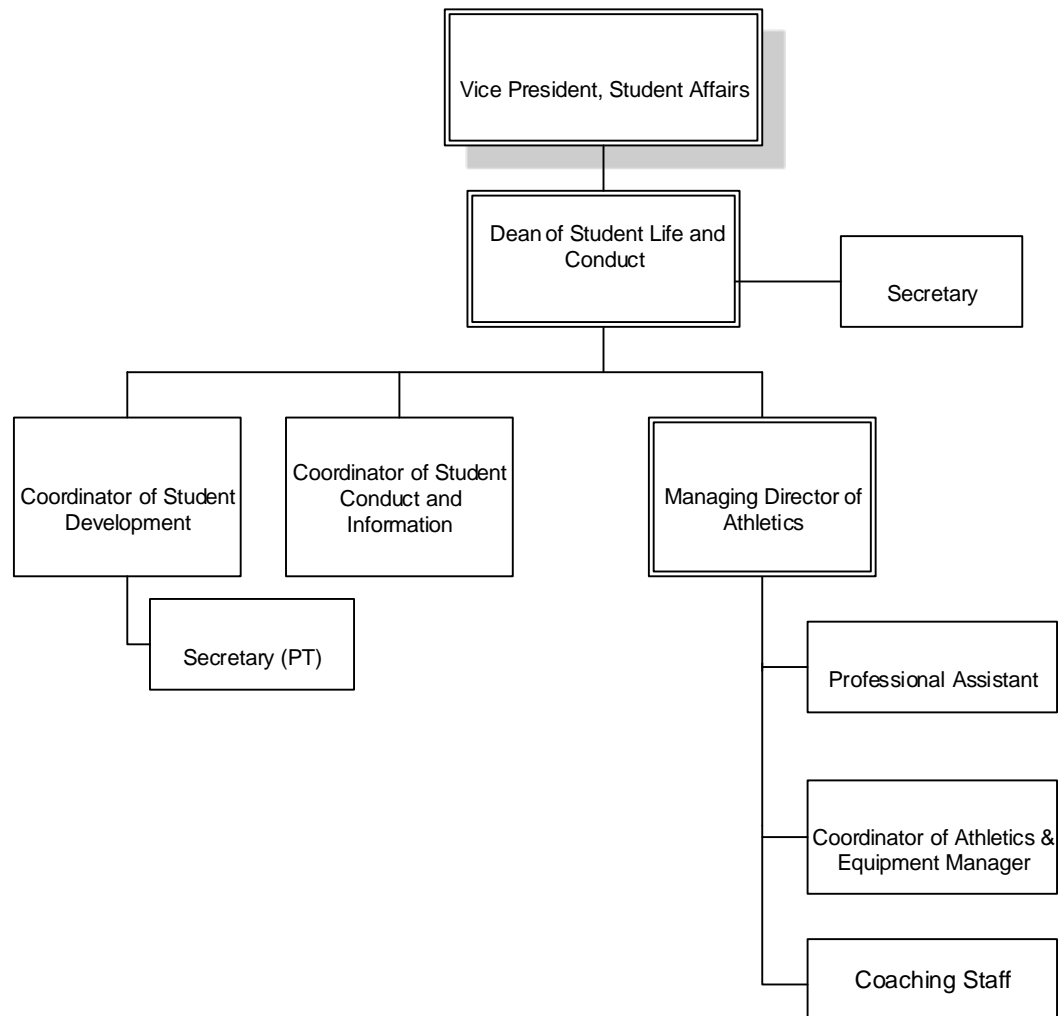 Vice President, Student Affairs
Dean of Student Life and
Conduct
Secretary
Coordinator of Student
Development
Coordinator of Student
Conduct and
Information
Managing Director of
Athletics
Secretary (PT)
Professional Assistant
Coordinator of Athletics &
Equipment Manager
Coaching Staff